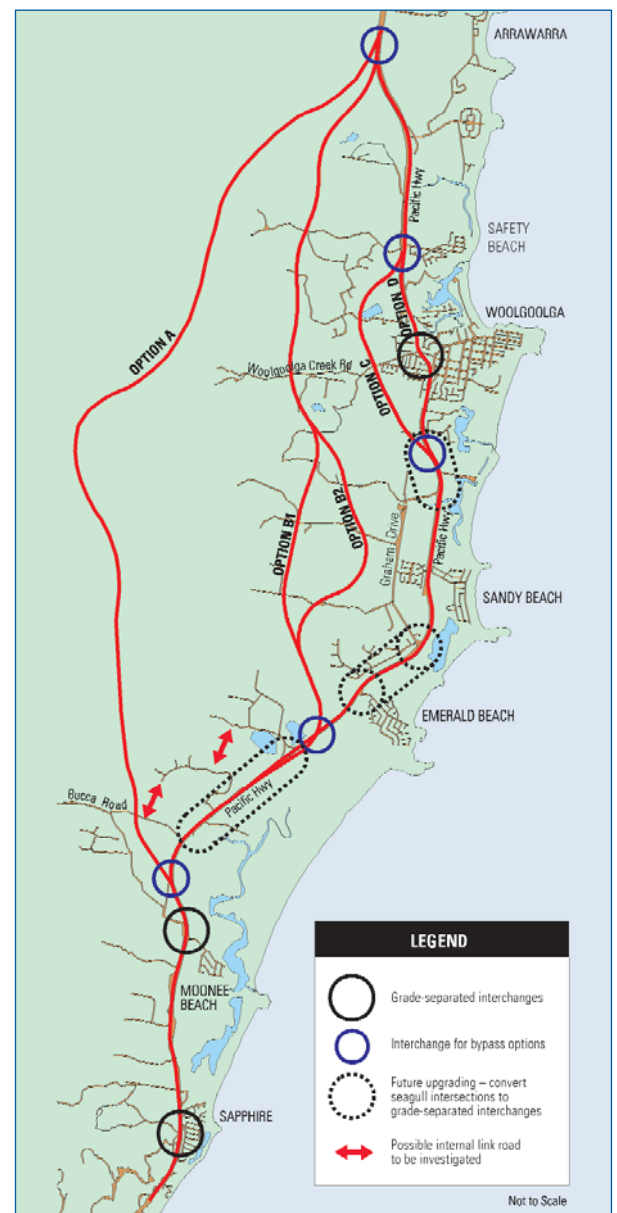 ARRAWARRA
Pacific Hwy
SAFETY
BEACH
WOOLGOOLGA
OPTION D
OPTION A
Woolgoolga Creek Rd
OPTION C
OPTION B2
OPTION B1
Grahams Drive
Pacific Hwy
SANDY BEACH
EMERALD BEACH
Pacific Hwy
Bucca Road
MOONEE
BEACH
SAPPHIRE
LEGEND
Grade-separated interchanges
Interchange for bypass options
Future upgrading – convert
seagull intersections to
grade-separated interchanges
Possible internal link road
to be investigated
Not to Scale